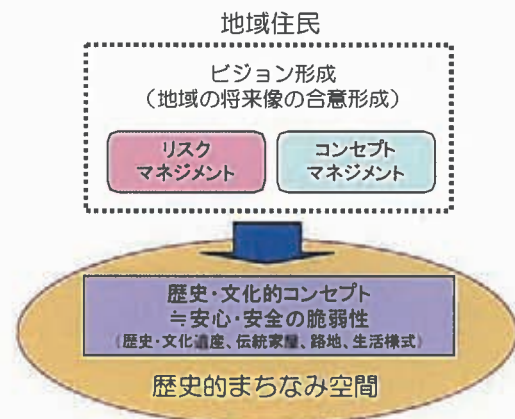 地域住民
ビジョン形成
（地域の将来像の合意形成）
リスク
マネジメント
コンセプト
マネジメント
歴史・文化的コンセプト
≒安心・安全の脆弱性
（歴史・文化遺産、伝統家屋、路地、生活様式）
歴史的まちなみ空間